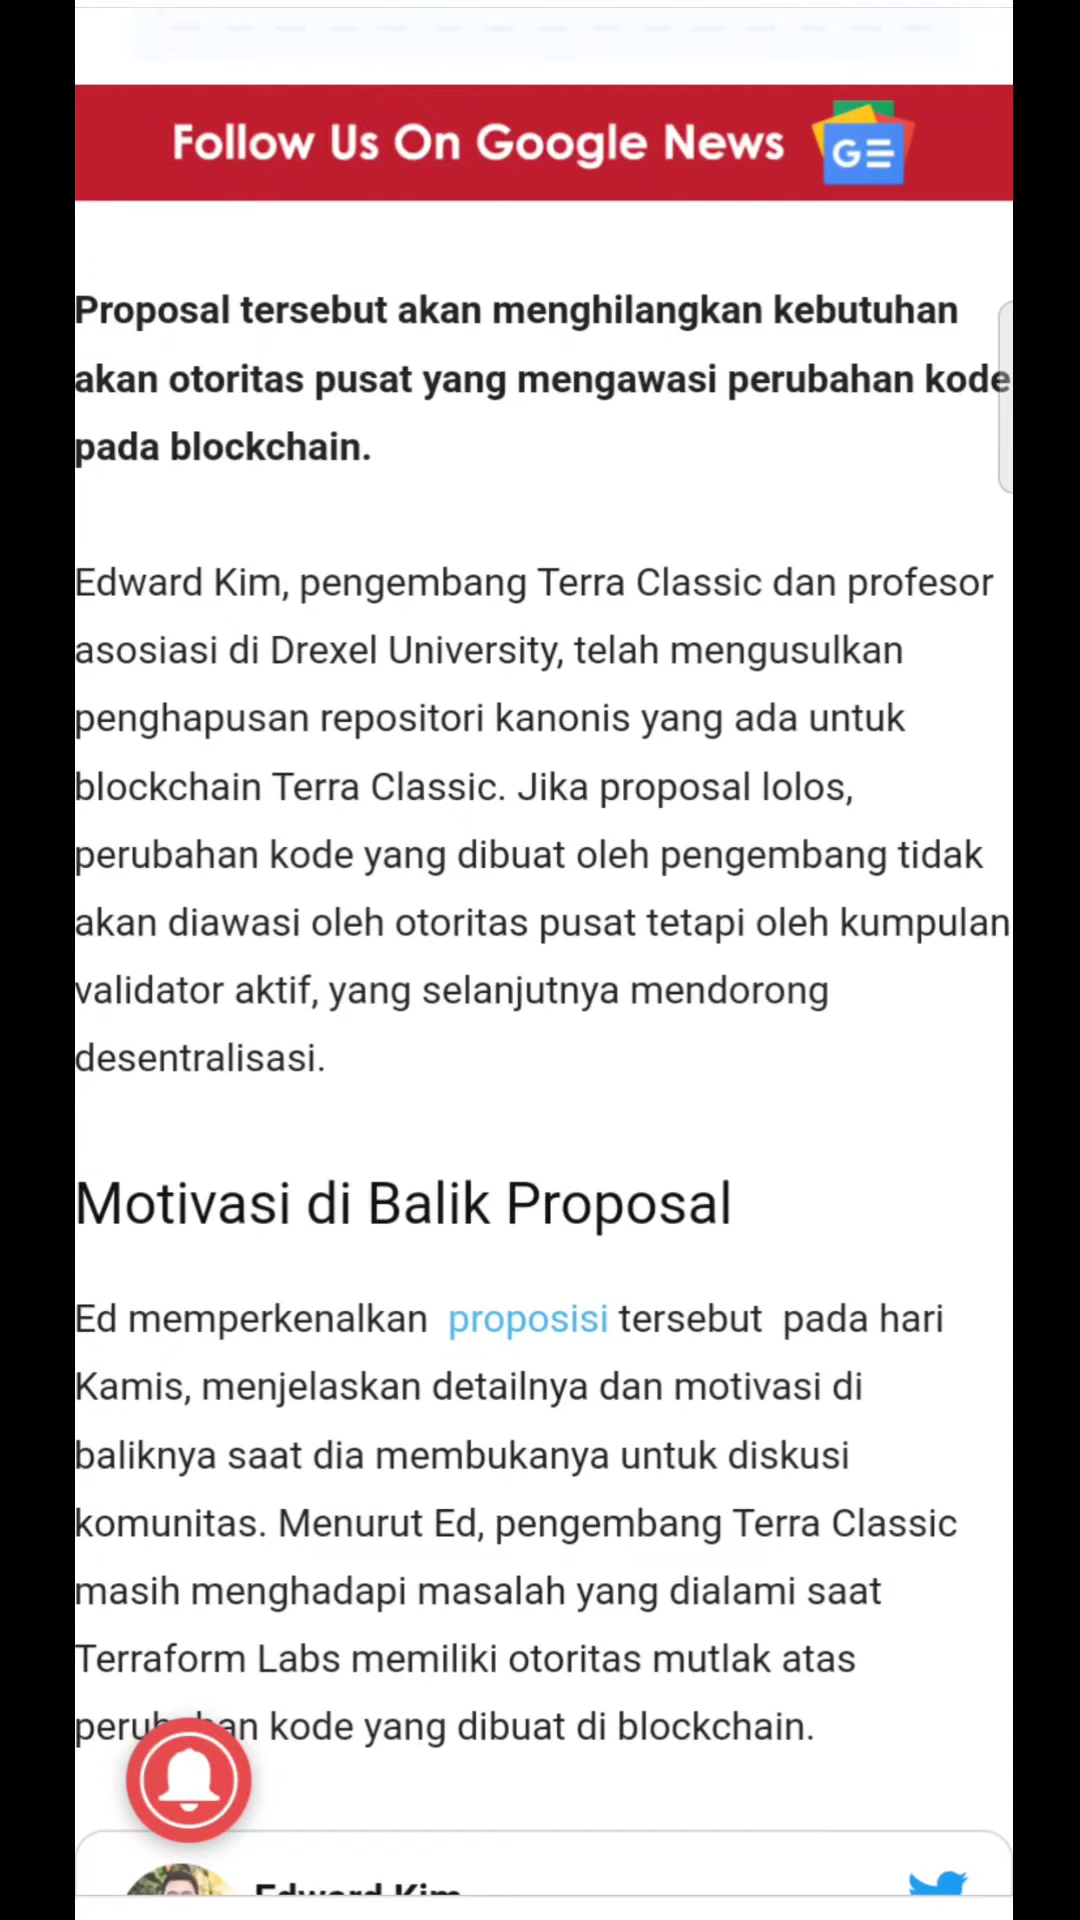 Follow Us On Google News
GE
Proposal tersebut akan menghilangkan kebutuhan
akan otoritas pusat yang mengawasi perubahan kode
pada blockchain.
Edward Kim, pengembang Terra Classic dan profesor
asosiasi di Drexel University, telah mengusulkan
penghapusan repositori kanonis yang ada untuk
blockchain Terra Classic. Jika proposal lolos,
perubahan kode yang dibuat oleh pengembang tidak
akan diawasi oleh otoritas pusat tetapi oleh kumpulan
validator aktif, yang selanjutnya mendorong
desentralisasi.
Motivasi di Balik Proposal
Ed memperkenalkan proposisi tersebut pada hari
Kamis, menjelaskan detailnya dan motivasi di
baliknya saat dia membukanya untuk diskusi
komunitas. Menurut Ed, pengembang Terra Classic
masih menghadapi masalah yang dialami saat
Terraform Labs memiliki otoritas mutlak atas
perubahan kode yang dibuat di blockchain.
Edward Kim